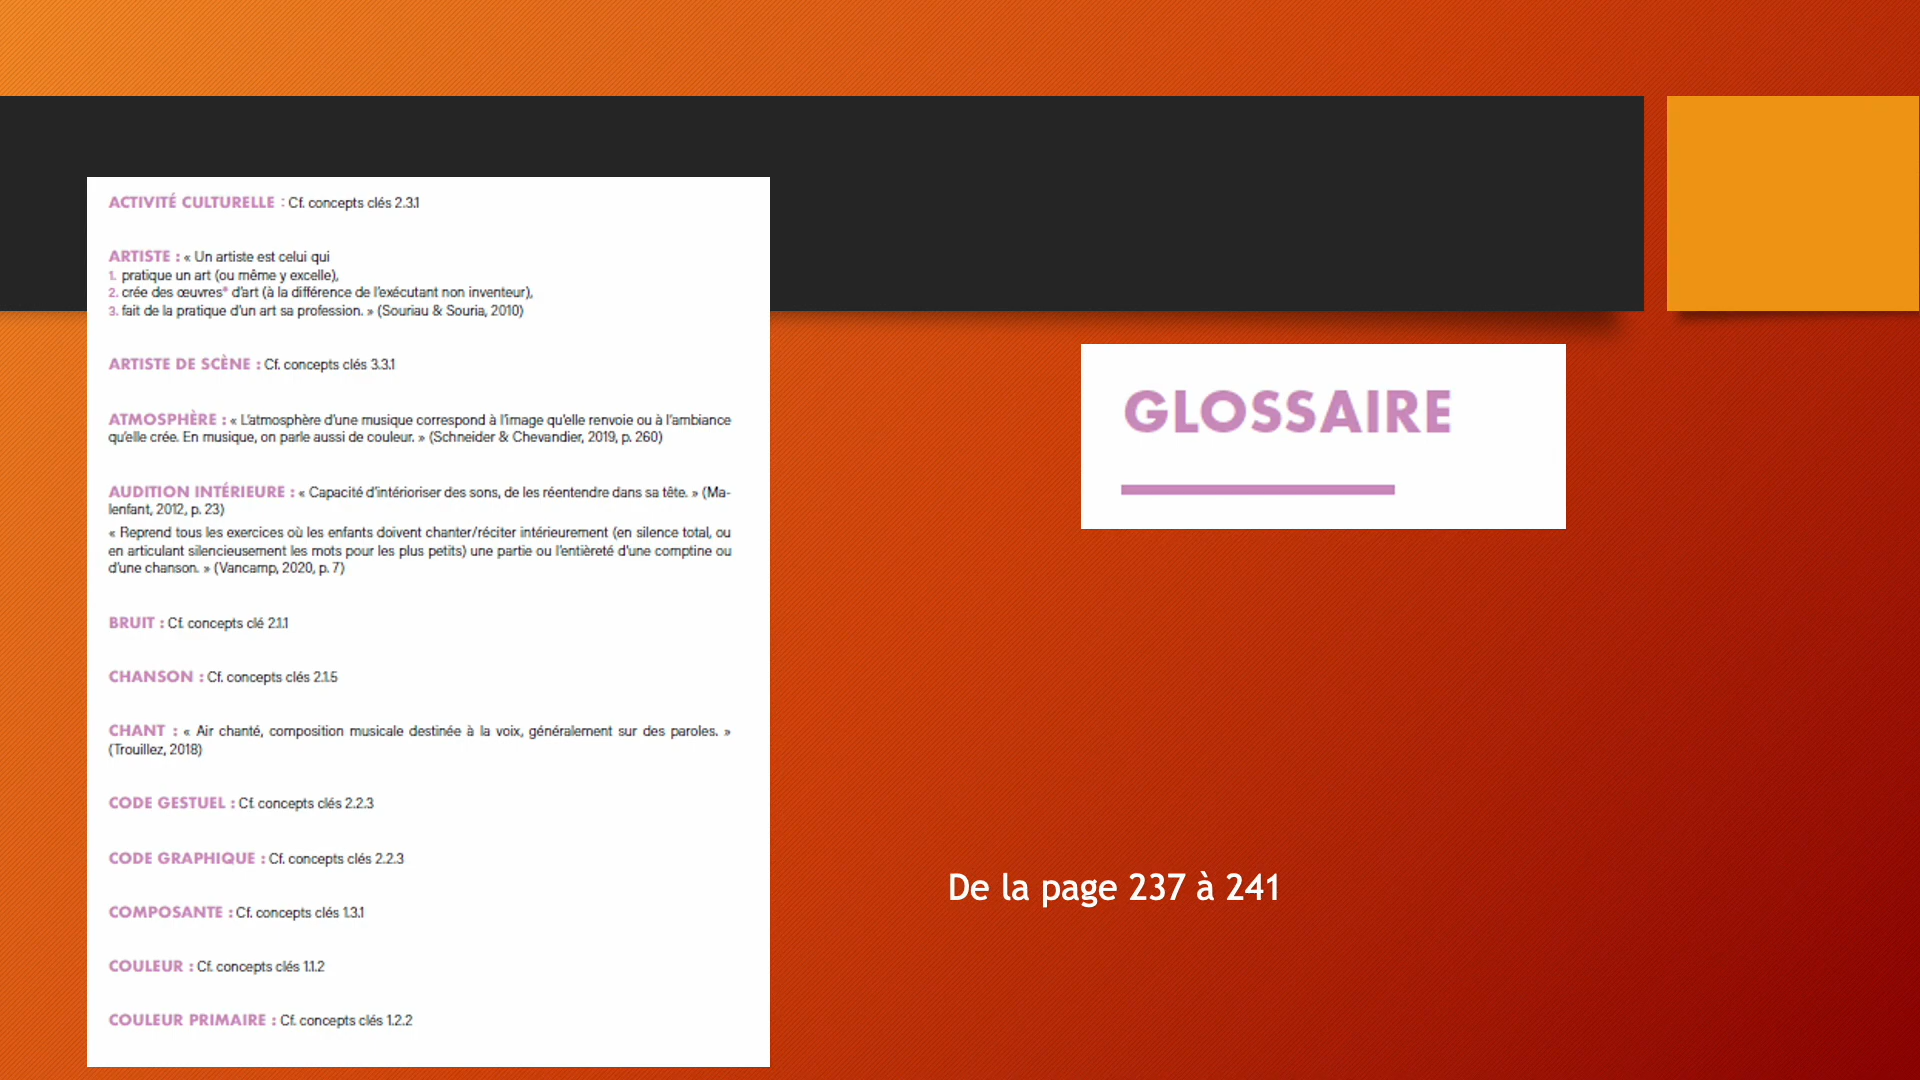 ACTIVITÉ CULTURELLE : Cf. concepts clés 2.3.1
ARTISTE : « Un artiste est celui qui
1. pratique un art (ou même y excelle),
2. crée des œuvres* d'art (à la différence de l'exécutant non inventeur),
3. fait de la pratique d'un art sa profession. » (Souriau & Souria, 2010)
ARTISTE DE SCÈNE : Cf. concepts clés 3.3.1
ATMOSPHÈRE : « L'atmosphère d'une musique correspond à l'image qu'elle renvoie ou à l'ambiance
qu'elle crée. En musique, on parle aussi de couleur. » (Schneider & Chevandier, 2019, p. 260)
AUDITION INTÉRIEURE : « Capacité d'intérioriser des sons, de les réentendre dans sa tête. » (Ma-
lenfant, 2012, p. 23)
« Reprend tous les exercices où les enfants doivent chanter/réciter intérieurement (en silence total, ou
en articulant silencieusement les mots pour les plus petits) une partie ou l'entièreté d'une comptine ou
d'une chanson. » (Vancamp, 2020, p. 7)
BRUIT : Cf. concepts clé 2.1.1
CHANSON : Cf. concepts clés 2.1.5
CHANT : « Air chanté, composition musicale destinée à la voix, généralement sur des paroles. »
(Trouillez, 2018)
CODE GESTUEL : Cf. concepts clés 2.2.3
CODE GRAPHIQUE : Cf. concepts clés 2.2.3
COMPOSANTE : Cf. concepts clés 1.3.1
COULEUR : Cf. concepts clés 1.1.2
COULEUR PRIMAIRE : Cf. concepts clés 1.2.2
GLOSSAIRE
De la page 237 à 241